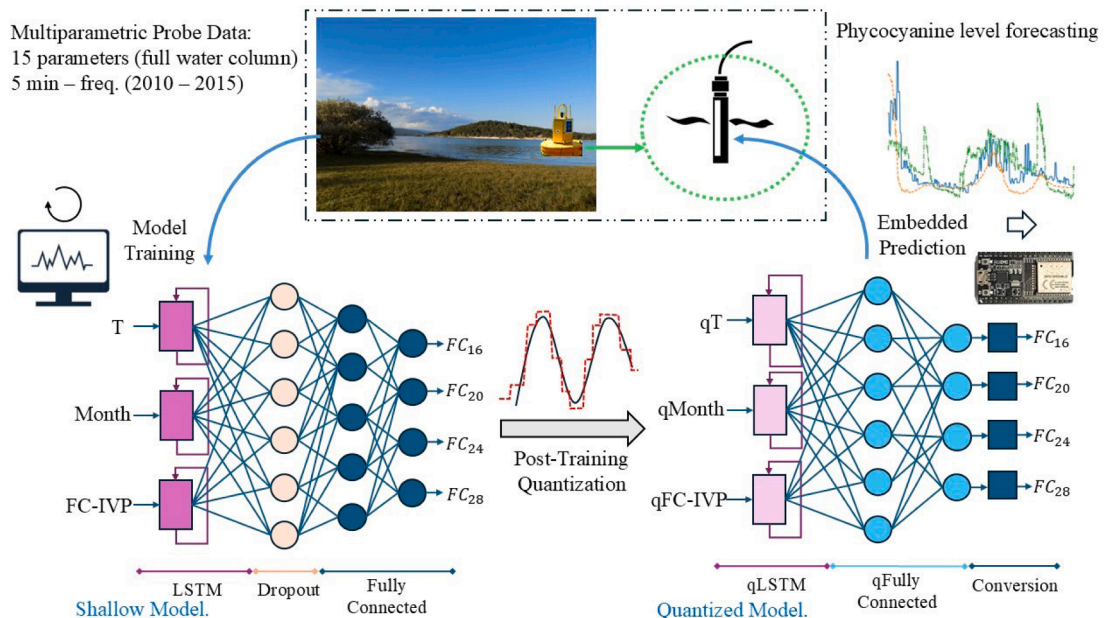 Multiparametric Probe Data:
15 parameters (full water column)
5 min – freq. (2010 – 2015)
Phycocyanine level forecasting
Model
Training
Embedded
Prediction
T
Month
FC-IVP
FC16
FC20
FC24
FC28
Post-Training
Quantization
qT
qMonth
qFC-IVP
FC16
FC20
FC24
FC28
LSTM
Dropout
Fully
Connected
Shallow Model.
qLSTM
qFully
Connected
Conversion
Quantized Model.